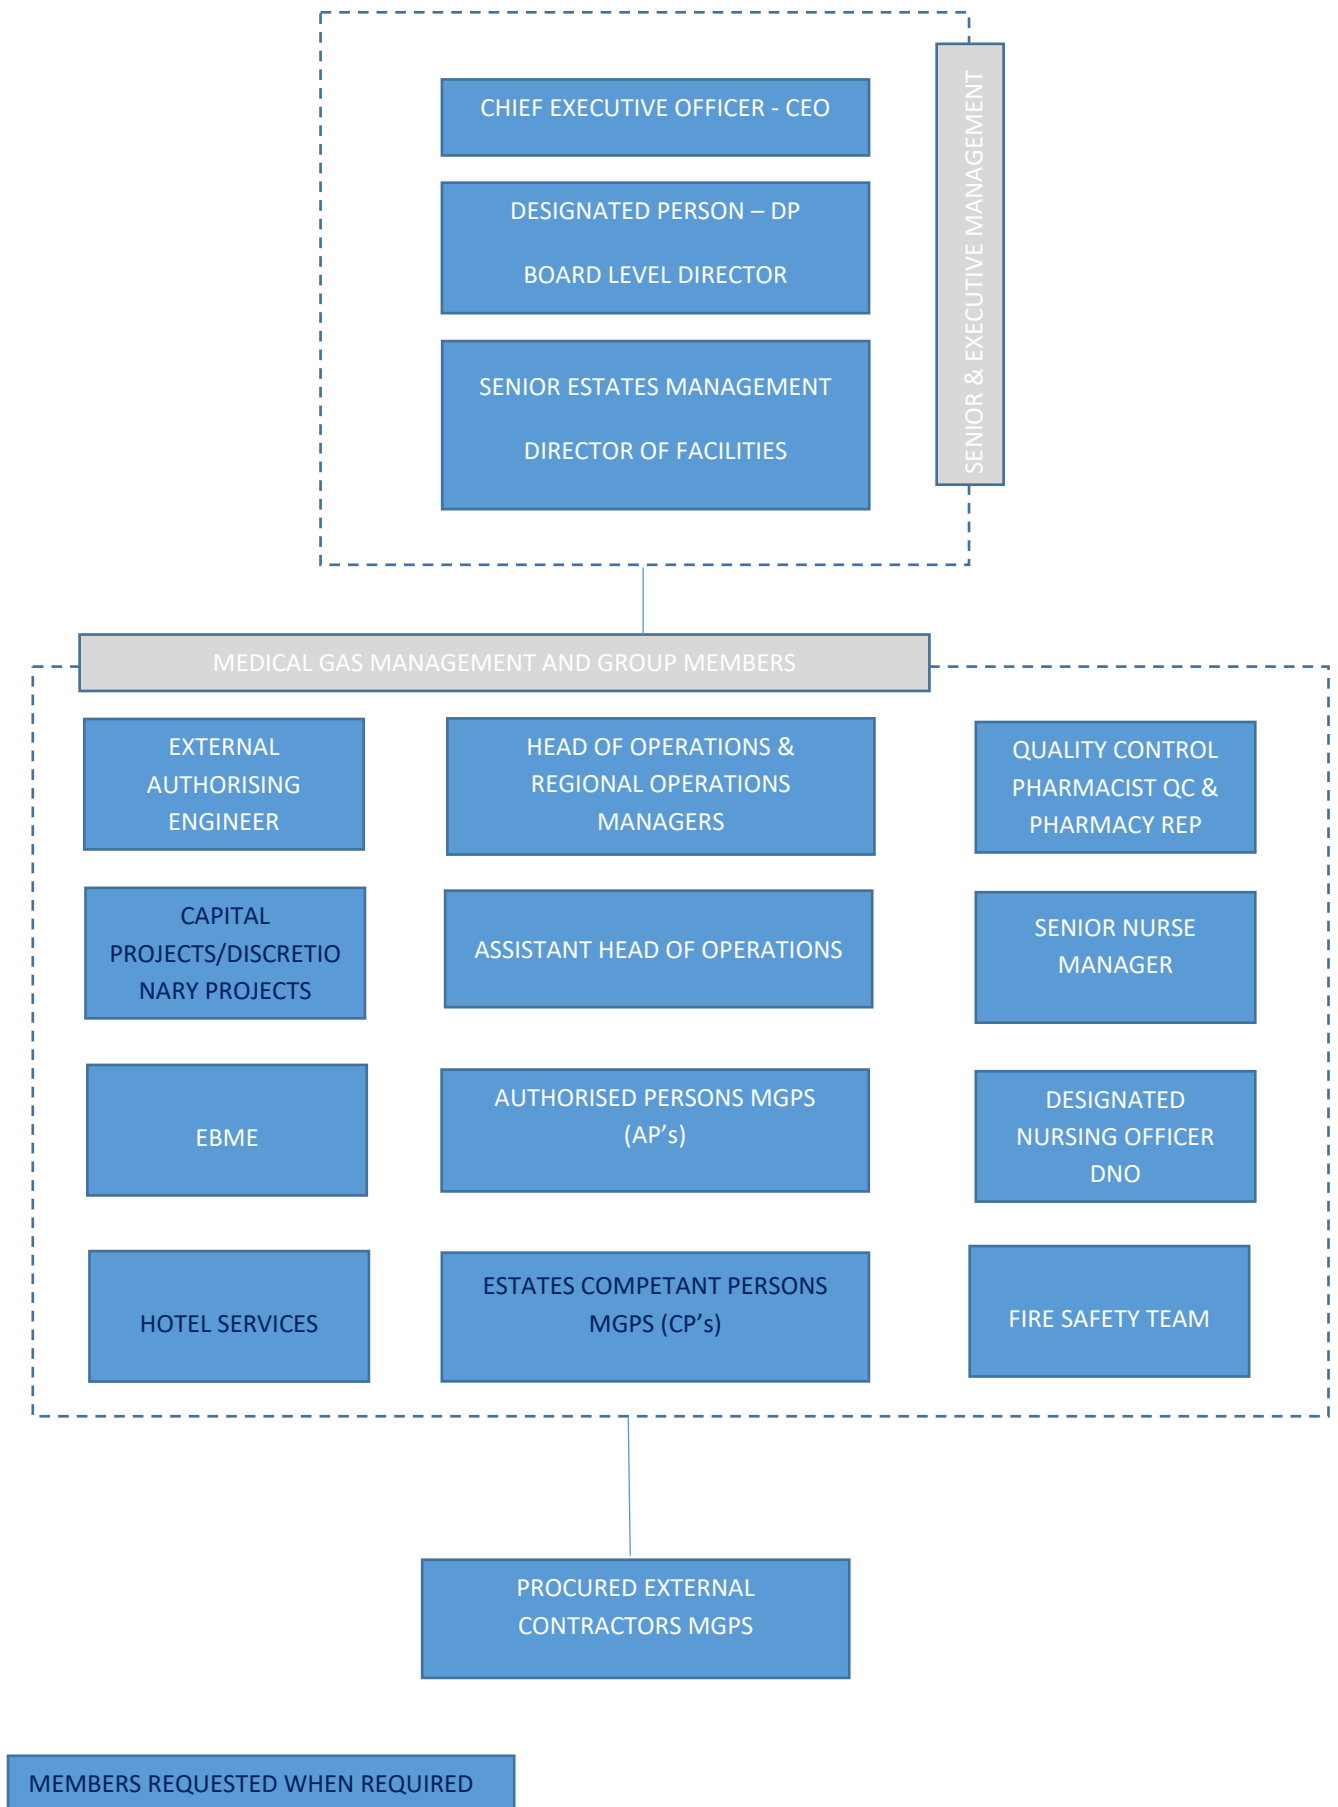 CHIEF EXECUTIVE OFFICER - CEO
DESIGNATED PERSON – DP
BOARD LEVEL DIRECTOR
SENIOR ESTATES MANAGEMENT
DIRECTOR OF FACILITIES
SENIOR & EXECUTIVE MANAGEMENT
MEDICAL GAS MANAGEMENT AND GROUP MEMBERS
EXTERNAL
AUTHORISING
ENGINEER
HEAD OF OPERATIONS &
REGIONAL OPERATIONS
MANAGERS
QUALITY CONTROL
PHARMACIST QC &
PHARMACY REP
CAPITAL
PROJECTS/DISCRETIO
NARY PROJECTS
ASSISTANT HEAD OF OPERATIONS
SENIOR NURSE
MANAGER
EBME
AUTHORISED PERSONS MGPS
(AP’s)
DESIGNATED
NURSING OFFICER
DNO
HOTEL SERVICES
ESTATES COMPETANT PERSONS
MGPS (CP’s)
FIRE SAFETY TEAM
PROCURED EXTERNAL
CONTRACTORS MGPS
MEMBERS REQUESTED WHEN REQUIRED